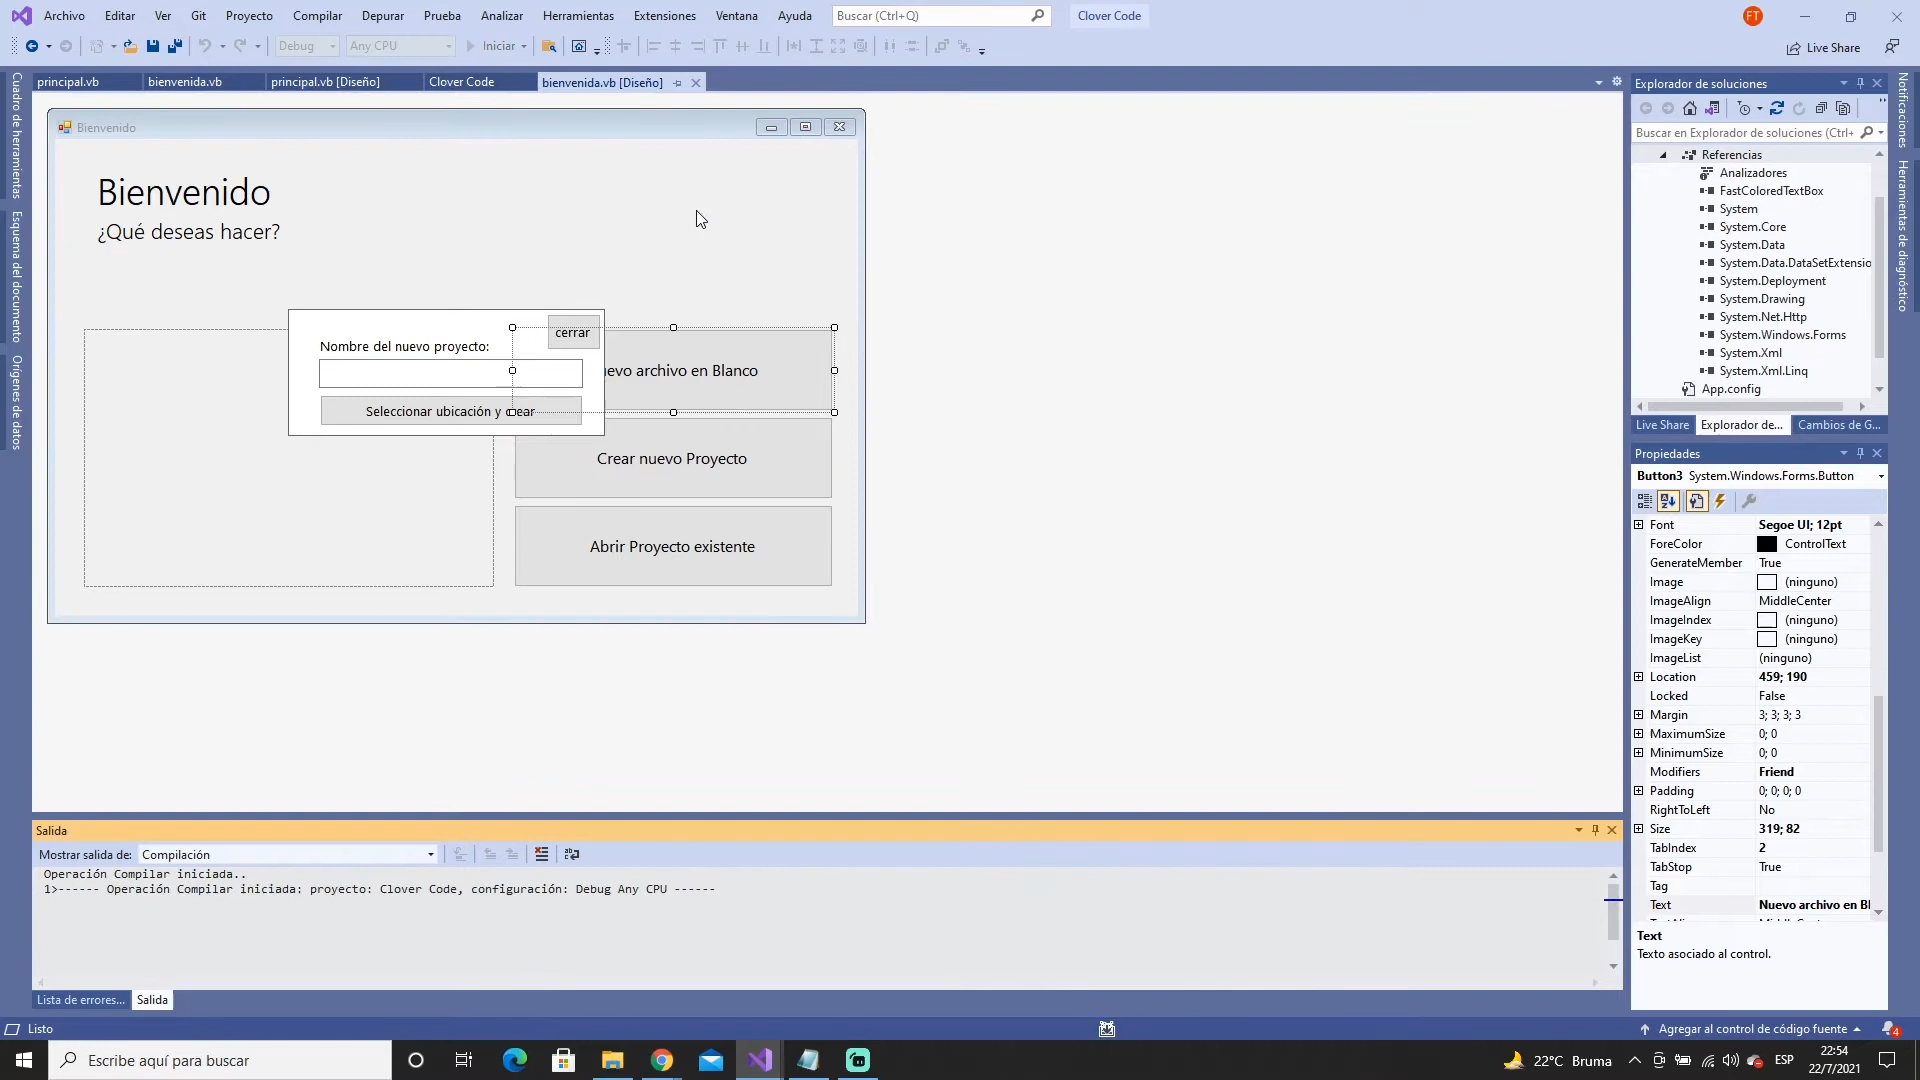 Archivo Editar Ver Git Proyecto Compilar Depurar Prueba Analizar Herramientas Extensiones Ventana Ayuda Buscar (Ctrl+Q) Clover Code FT
Debug Any CPU Iniciar Live Share
principal.vb bienvenida.vb principal.vb [Diseño] Clover Code bienvenida.vb [Diseño]
Cuadro de herramientas
Esquema del documento
Orígenes de datos
Bienvenido
Bienvenido
¿Qué deseas hacer?
cerrar
Nombre del nuevo proyecto:
evo archivo en Blanco
Seleccionar ubicación y crear
Crear nuevo Proyecto
Abrir Proyecto existente
Salida
Mostrar salida de: Compilación
Operación Compilar iniciada..
1>------ Operación Compilar iniciada: proyecto: Clover Code, configuración: Debug Any CPU ------
Lista de errores... Salida
Explorador de soluciones
Buscar en Explorador de soluciones (Ctrl+
Referencias
Analizadores
FastColoredTextBox
System
System.Core
System.Data
System.Data.DataSetExtensio
System.Deployment
System.Drawing
System.Net.Http
System.Windows.Forms
System.Xml
System.Xml.Linq
App.config
Live Share Explorador de... Cambios de G...
Propiedades
Button3 System.Windows.Forms.Button
Font Segoe UI; 12pt
ForeColor ControlText
GenerateMember True
Image (ninguno)
ImageAlign MiddleCenter
ImageIndex (ninguno)
ImageKey (ninguno)
ImageList (ninguno)
Location 459; 190
Locked False
Margin 3; 3; 3; 3
MaximumSize 0; 0
MinimumSize 0; 0
Modifiers Friend
Padding 0; 0; 0; 0
RightToLeft No
Size 319; 82
TabIndex 2
TabStop True
Tag
Text Nuevo archivo en Bl
Text
Texto asociado al control.
Notificaciones
Herramientas de diagnóstico
Listo Agregar al control de código fuente 4
Escribe aquí para buscar 22°C Bruma ESP 22:54
22/7/2021